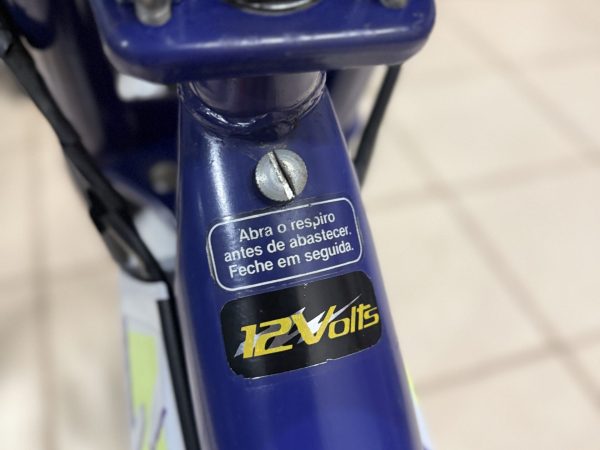 Abra o respiro
antes de abastecer.
Feche em seguida.
12Volts